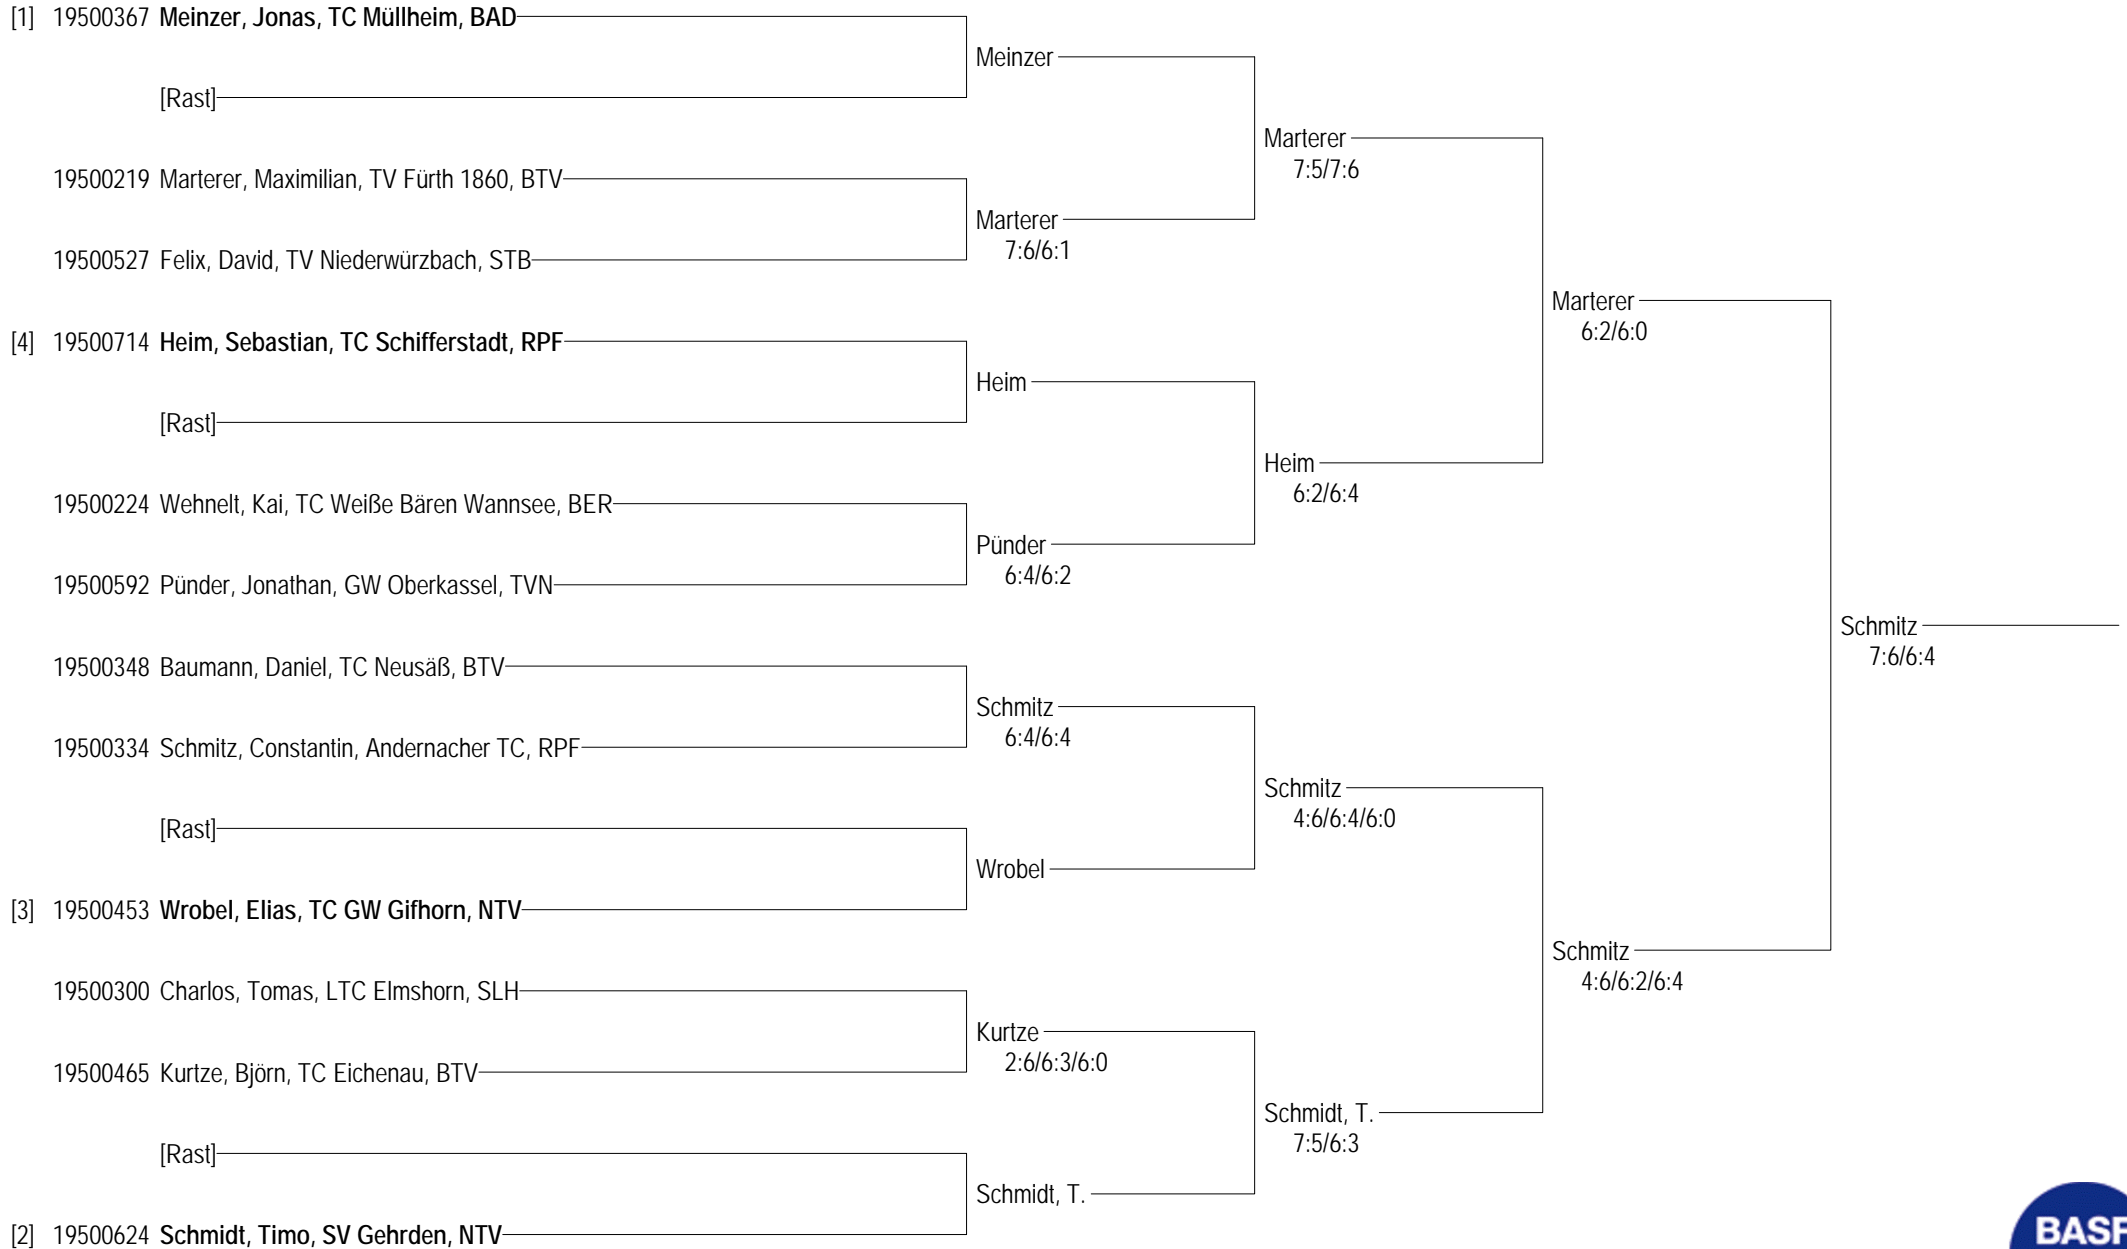 [1] 19500367 Meinzer, Jonas, TC Müllheim, BAD
Meinzer
[Rast]
Marterer
7:5/7:6
19500219 Marterer, Maximilian, TV Fürth 1860, BTV
Marterer
7:6/6:1
19500527 Felix, David, TV Niederwürzbach, STB
Marterer
6:2/6:0
[4] 19500714 Heim, Sebastian, TC Schifferstadt, RPF
Heim
[Rast]
Heim
6:2/6:4
19500224 Wehnelt, Kai, TC Weiße Bären Wannsee, BER
Pünder
6:4/6:2
19500592 Pünder, Jonathan, GW Oberkassel, TVN
Schmitz
7:6/6:4
19500348 Baumann, Daniel, TC Neusäß, BTV
Schmitz
6:4/6:4
19500334 Schmitz, Constantin, Andernacher TC, RPF
Schmitz
4:6/6:4/6:0
[Rast]
Wrobel
[3] 19500453 Wrobel, Elias, TC GW Gifhorn, NTV
Schmitz
4:6/6:2/6:4
19500300 Charlos, Tomas, LTC Elmshorn, SLH
Kurtze
2:6/6:3/6:0
19500465 Kurtze, Björn, TC Eichenau, BTV
Schmidt, T.
7:5/6:3
[Rast]
Schmidt, T.
[2] 19500624 Schmidt, Timo, SV Gehrden, NTV
BASF